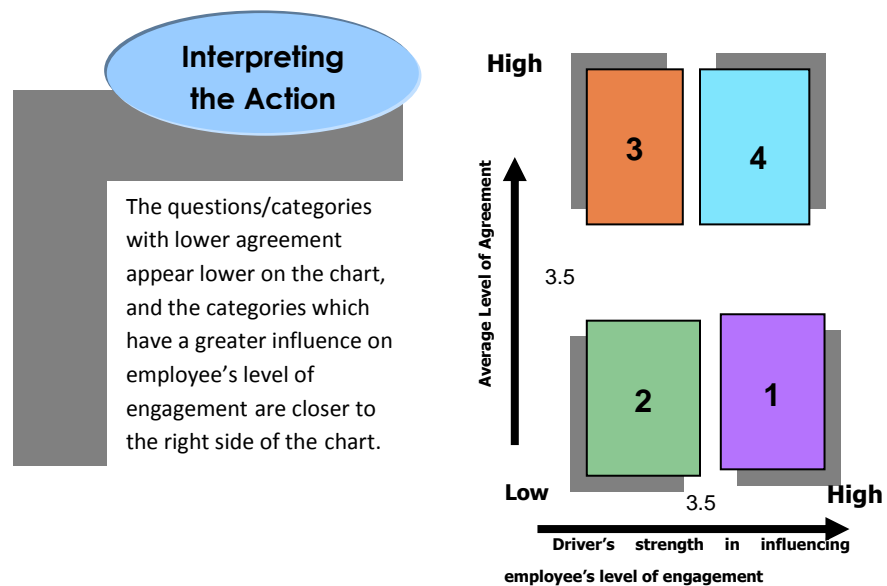 Interpreting
the Action
The questions/categories
with lower agreement
appear lower on the chart,
and the categories which
have a greater influence on
employee’s level of
engagement are closer to
the right side of the chart.
High
Average Level of Agreement
3
4
3.5
2
1
Low
3.5
High
Driver’s strength in influencing
employee’s level of engagement